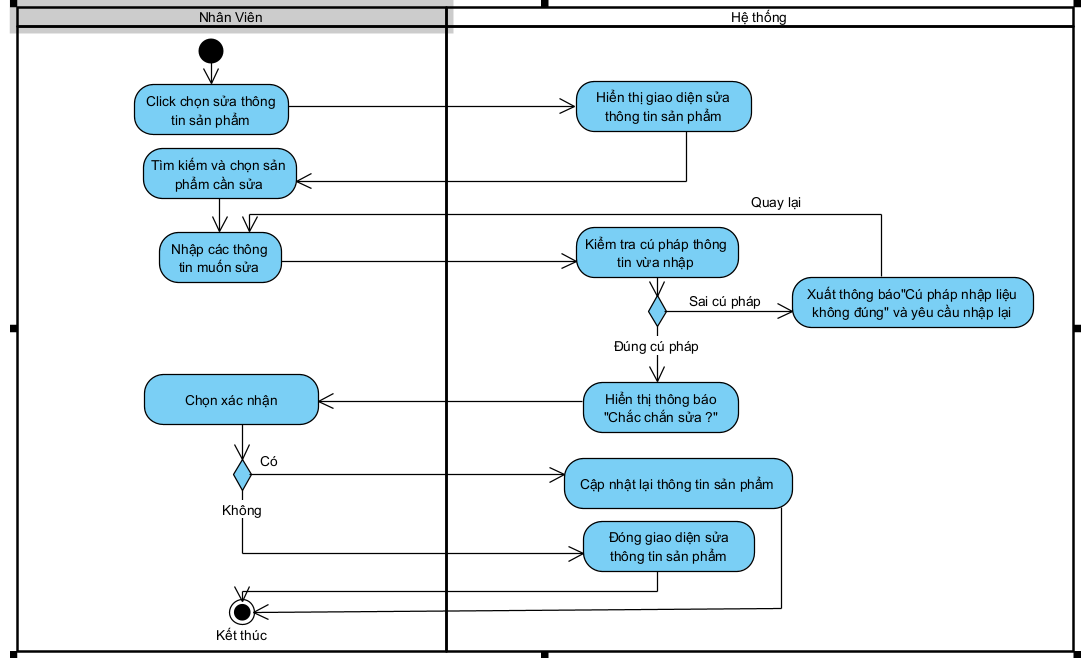 Nhân Viên
Hệ thống
Click chọn sửa thông
tin sản phẩm
Hiển thị giao diện sửa
thông tin sản phẩm
Tìm kiếm và chọn sản
phẩm cần sửa
Quay lại
Nhập các thông
tin muốn sửa
Kiểm tra cú pháp thông
tin vừa nhập
Sai cú pháp
Xuất thông báo"Cú pháp nhập liệu
không đúng" và yêu cầu nhập lại
Đúng cú pháp
Chọn xác nhận
Hiển thị thông báo
"Chắc chắn sửa ?"
Có
Cập nhật lại thông tin sản phẩm
Không
Đóng giao diện sửa
thông tin sản phẩm
Kết thúc